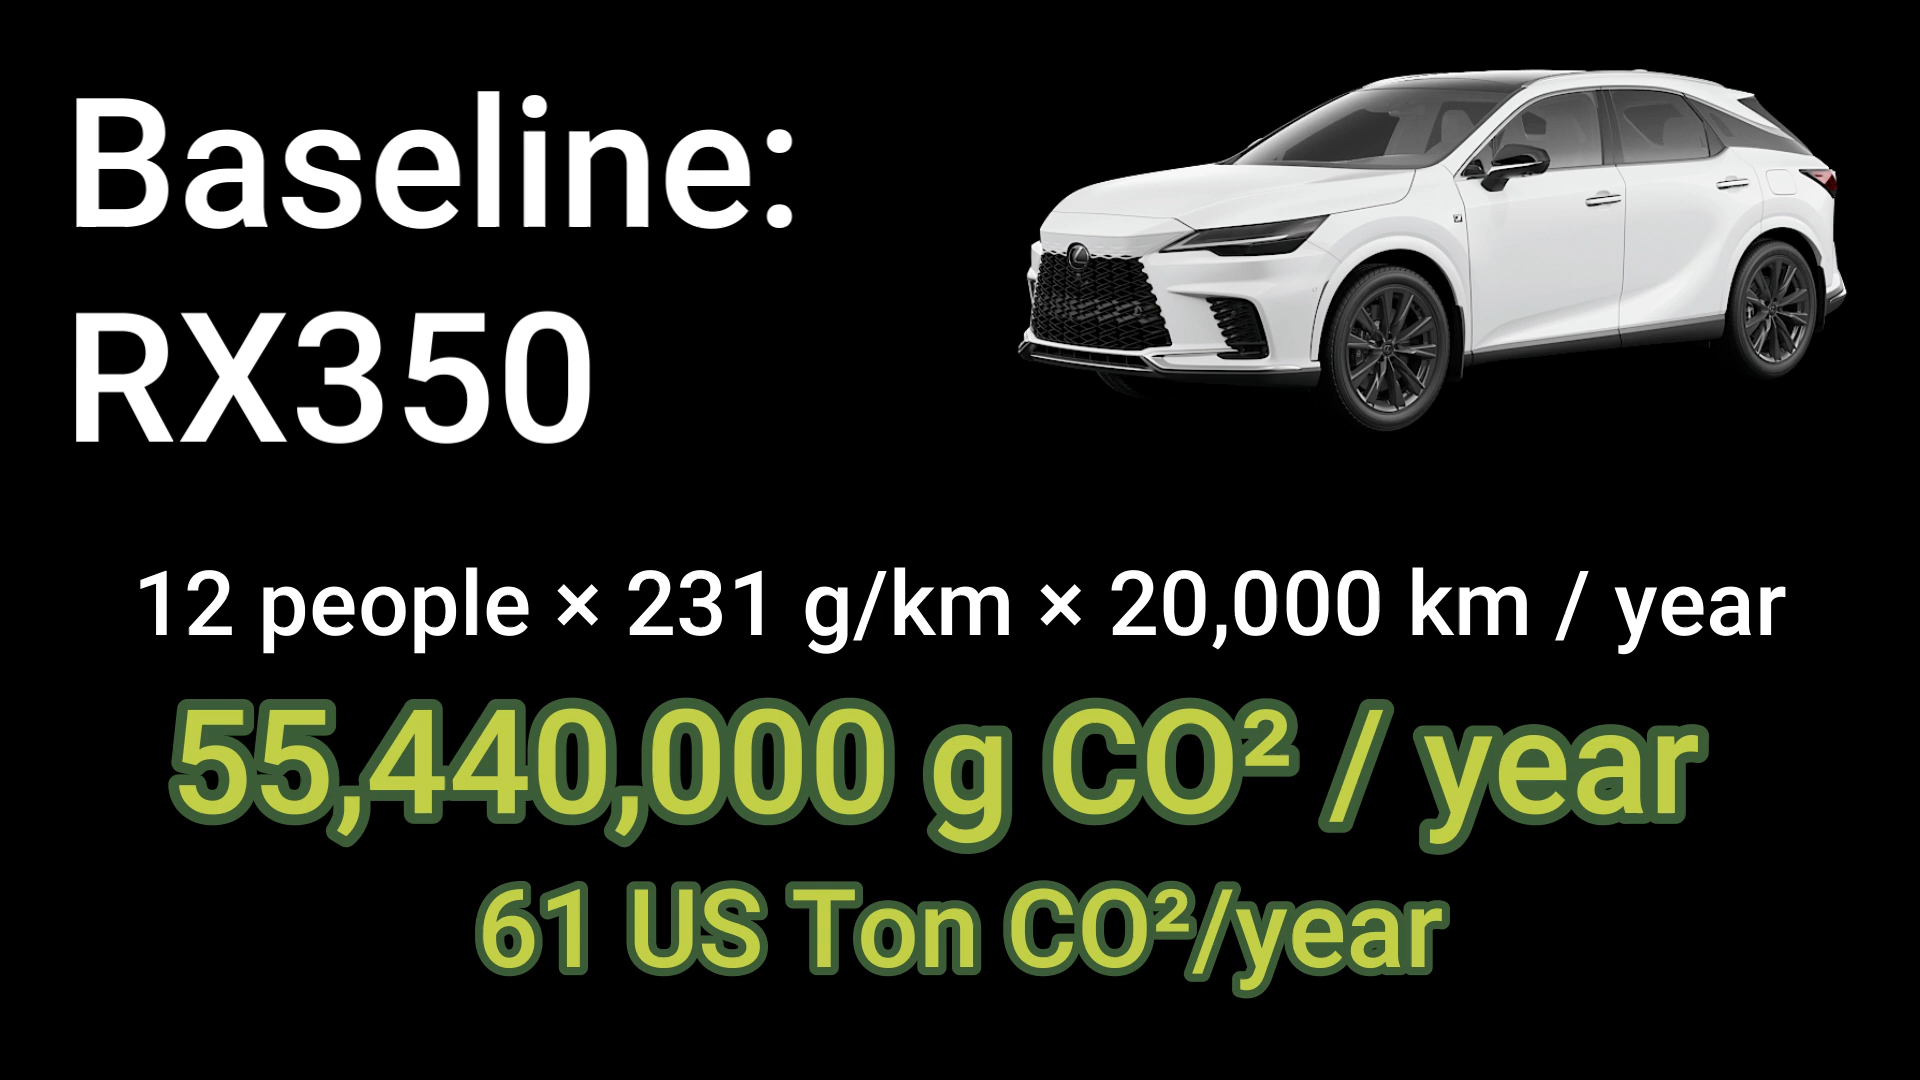 Baseline:
RX350
12 people × 231 g/km × 20,000 km / year
55,440,000 g CO² / year
61 US Ton CO²/year